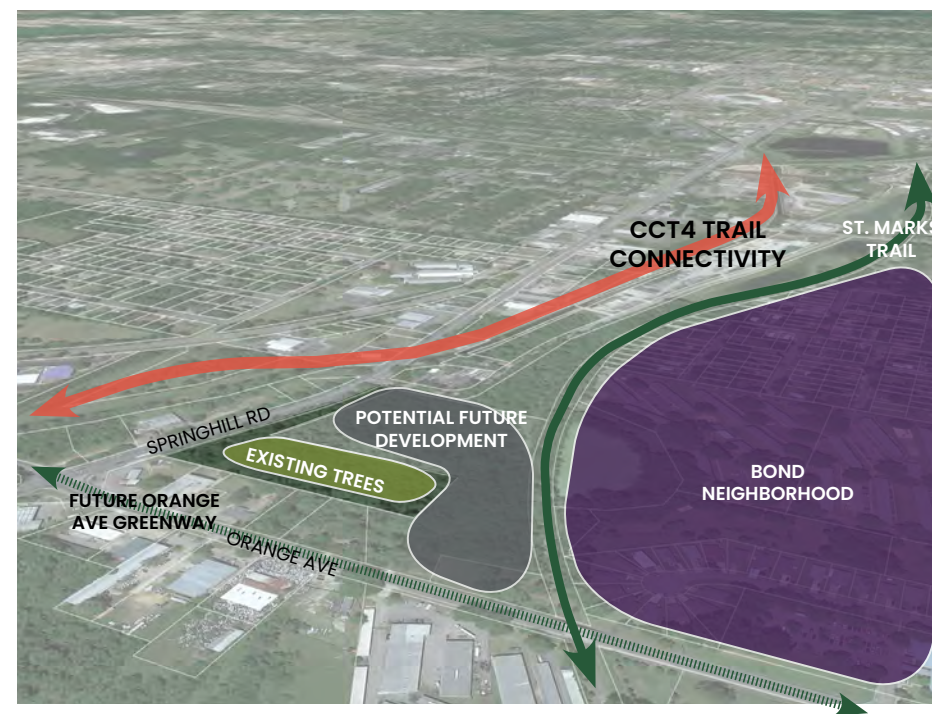 CCT4 TRAIL
CONNECTIVITY
ST. MARKS
TRAIL
SPRINGHILL RD
POTENTIAL FUTURE
DEVELOPMENT
EXISTING TREES
BOND
NEIGHBORHOOD
FUTURE ORANGE
AVE GREENWAY
ORANGE AVE